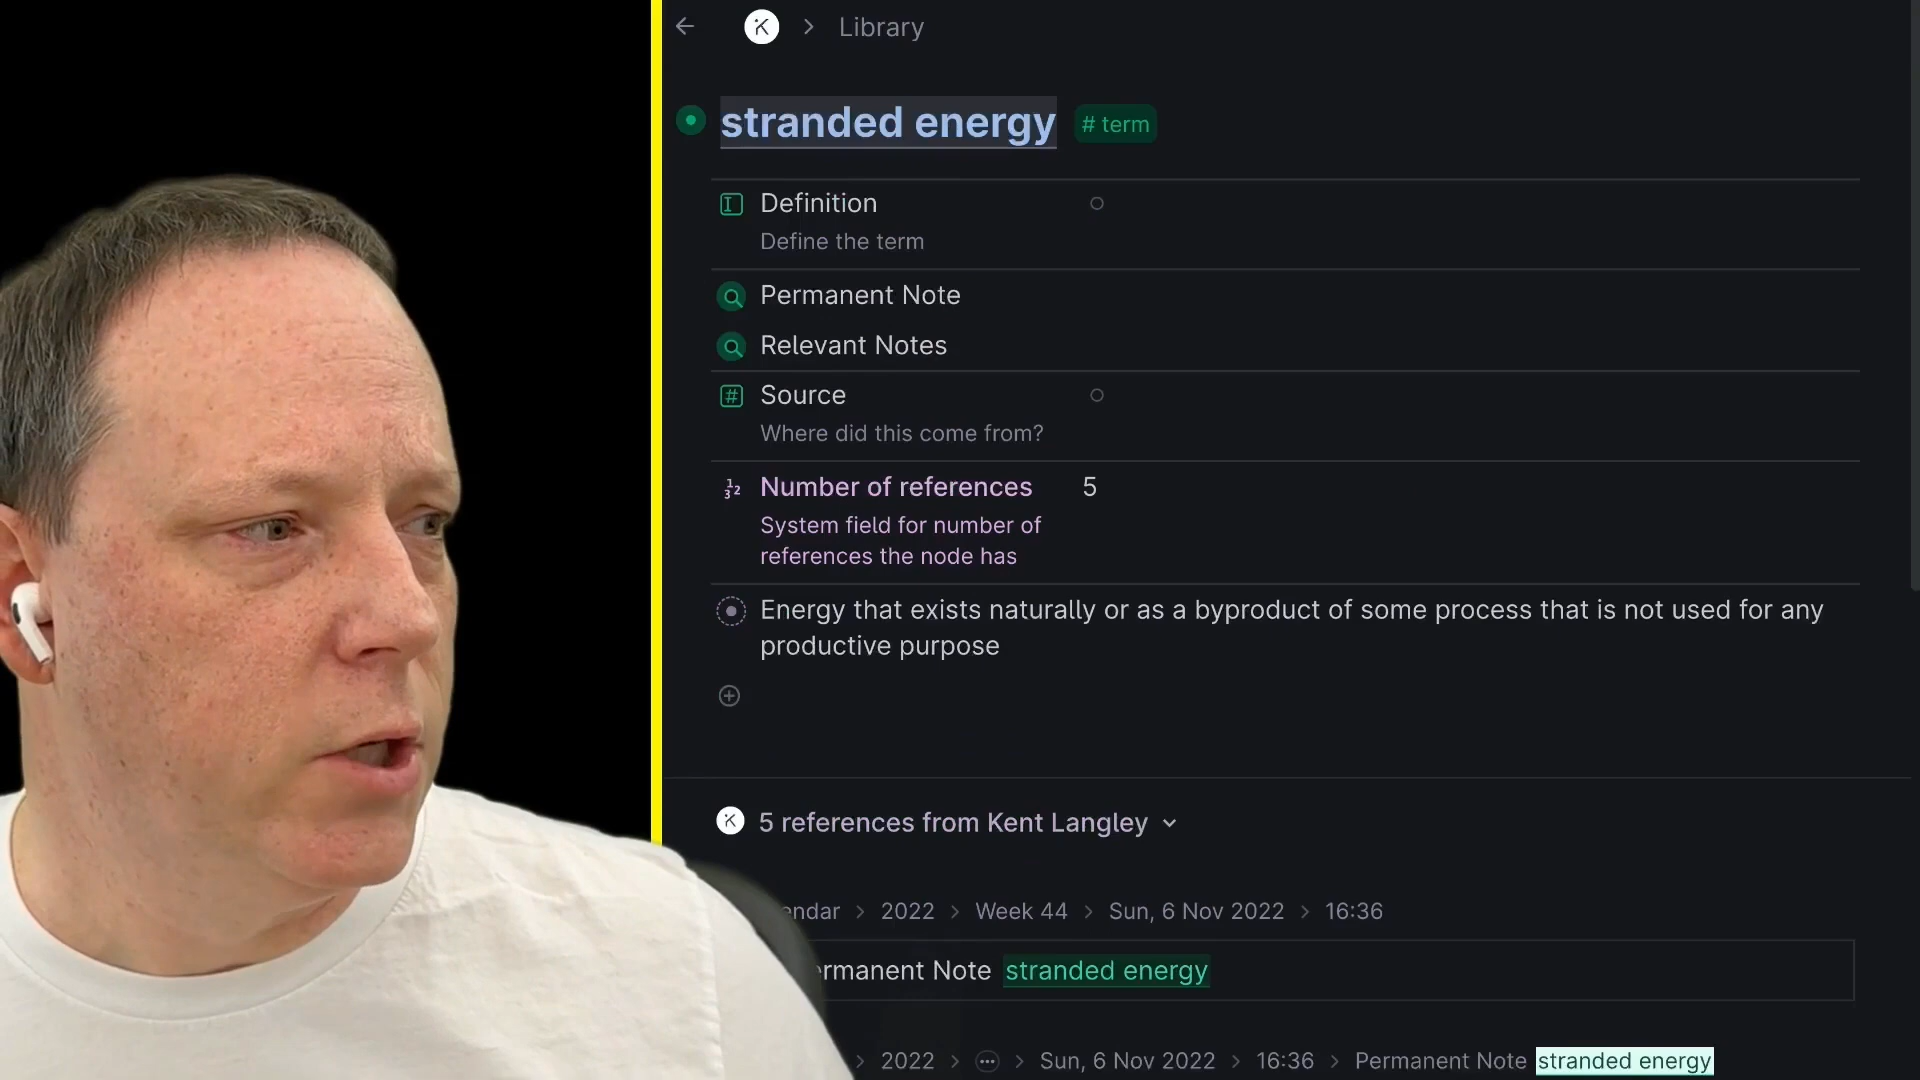 Library
stranded energy # term
Definition
Define the term
Permanent Note
Relevant Notes
Source
Where did this come from?
Number of references 5
System field for number of
references the node has
Energy that exists naturally or as a byproduct of some process that is not used for any
productive purpose
5 references from Kent Langley
endar > 2022 > Week 44 > Sun, 6 Nov 2022 > 16:36
ermanent Note stranded energy
> 2022 > ... > Sun, 6 Nov 2022 > 16:36 > Permanent Note stranded energy